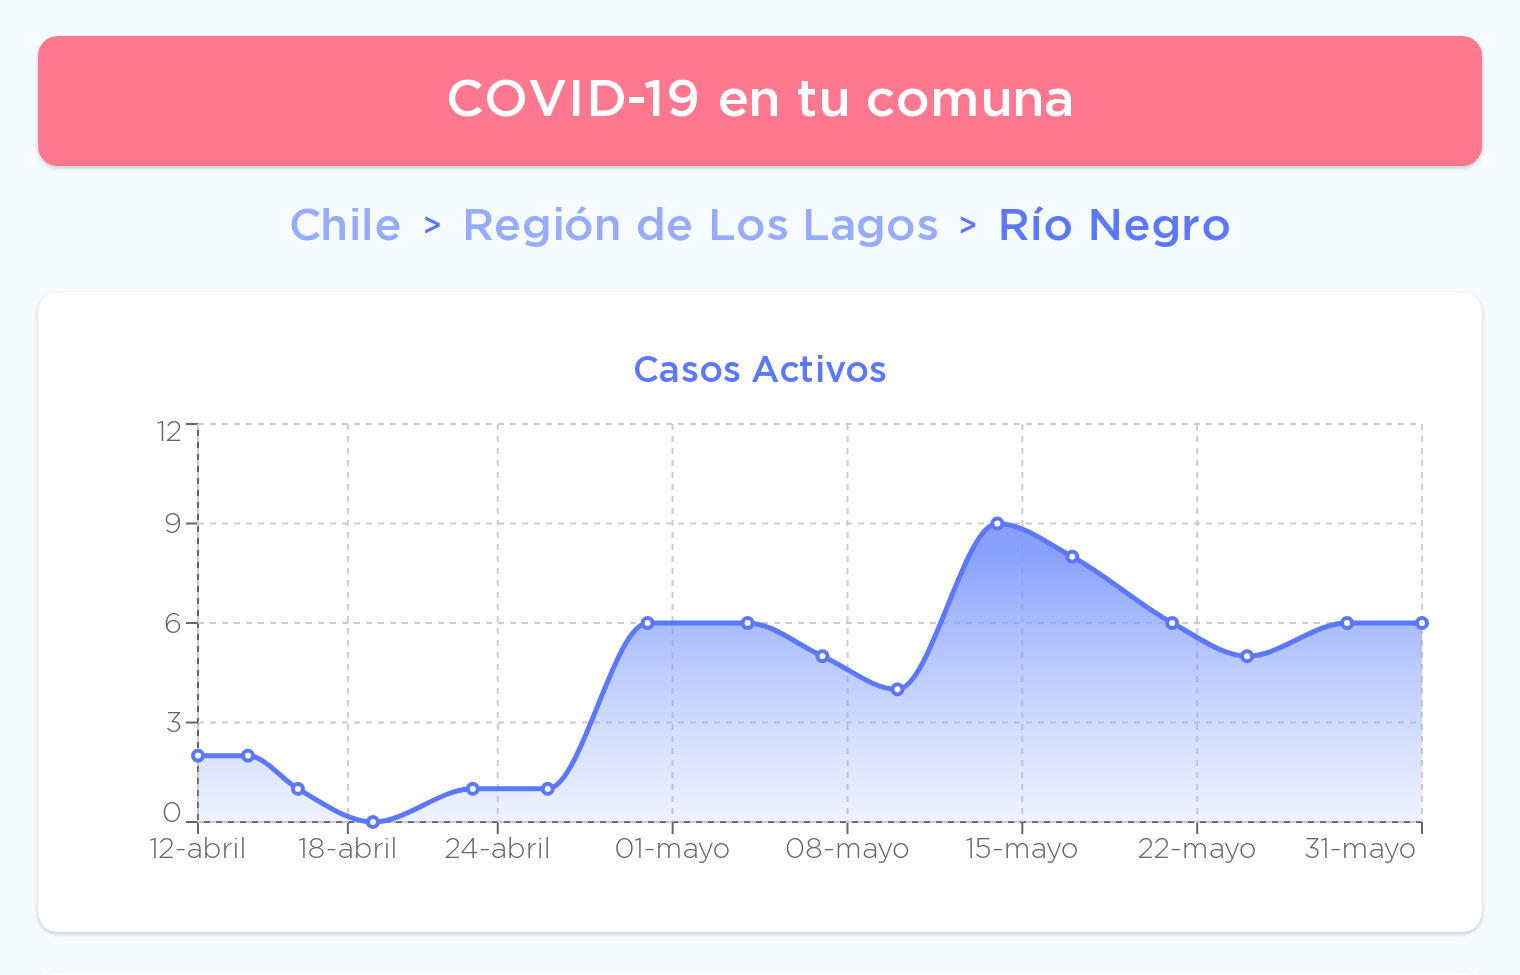 COVID-19 en tu comuna
Chile > Región de Los Lagos > Río Negro
Casos Activos
12
9
6
3
0
12-abril 18-abril 24-abril 01-mayo 08-mayo 15-mayo 22-mayo 31-mayo